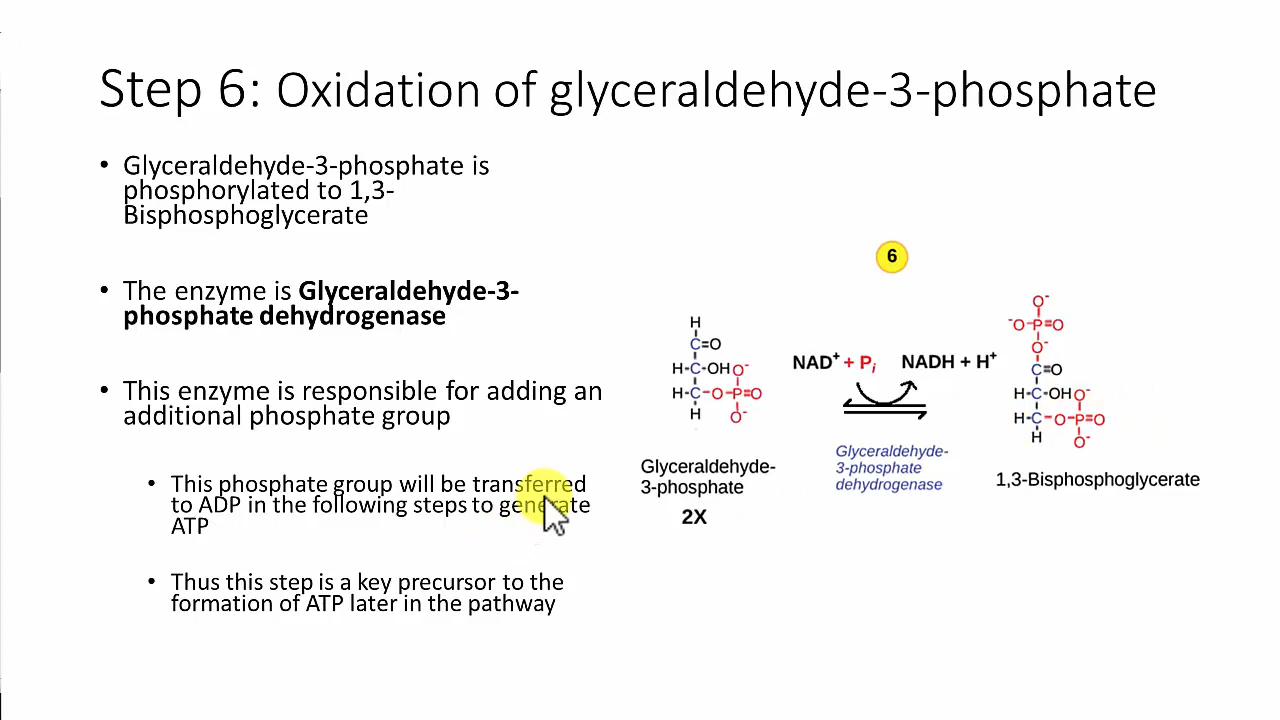 Step 6: Oxidation of glyceraldehyde-3-phosphate
• Glyceraldehyde-3-phosphate is
phosphorylated to 1,3-
Bisphosphoglycerate
• The enzyme is Glyceraldehyde-3-
phosphate dehydrogenase
• This enzyme is responsible for adding an
additional phosphate group
• This phosphate group will be transferred
to ADP in the following steps to generate
ATP
• Thus this step is a key precursor to the
formation of ATP later in the pathway
6
H
C=O
H-C-OH O⁻
H-C-O-P=O
H O⁻
Glyceraldehyde-
3-phosphate
2X
NAD⁺ + Pi NADH + H⁺
Glyceraldehyde-
3-phosphate
dehydrogenase
O⁻
⁻O-P=O
O⁻
C=O
H-C-OH O⁻
H-C-O-P=O
H O⁻
1,3-Bisphosphoglycerate